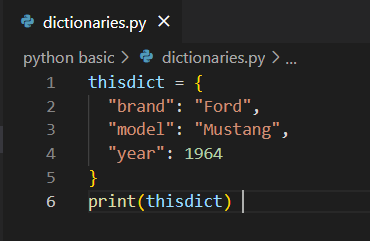 dictionaries.py
python basic > dictionaries.py > ...
1 thisdict = {
2   "brand": "Ford",
3   "model": "Mustang",
4   "year": 1964
5 }
6 print(thisdict)